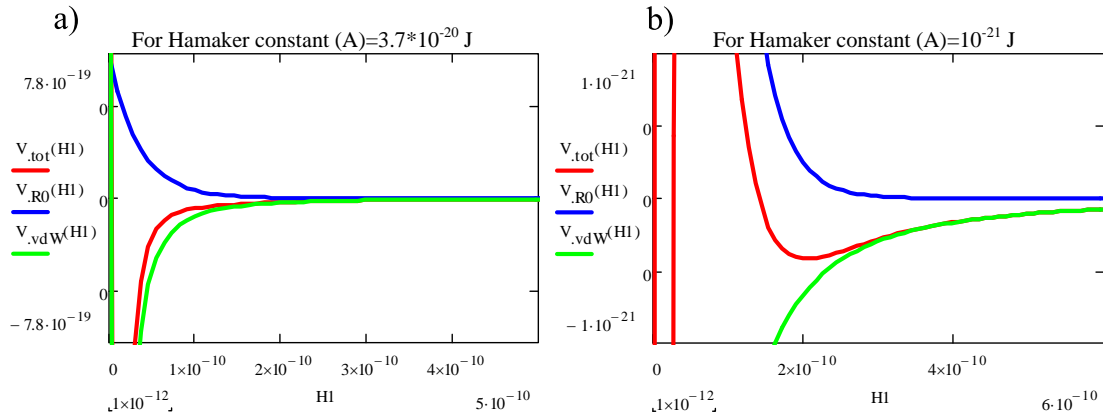 a)
For Hamaker constant (A)=3.7*10⁻²⁰ J
7.8·10⁻¹⁹
0
V.tot(H1)
V.R0(H1)
0
V.vdW(H1)
0
− 7.8·10⁻¹⁹
0
1×10⁻¹⁰
2×10⁻¹⁰
3×10⁻¹⁰
4×10⁻¹⁰
1×10⁻¹²
H1
5·10⁻¹⁰
b)
For Hamaker constant (A)=10⁻²¹ J
1·10⁻²¹
0
V.tot(H1)
V.R0(H1)
0
V.vdW(H1)
0
− 1·10⁻²¹
0
2×10⁻¹⁰
4×10⁻¹⁰
1×10⁻¹²
H1
6·10⁻¹⁰